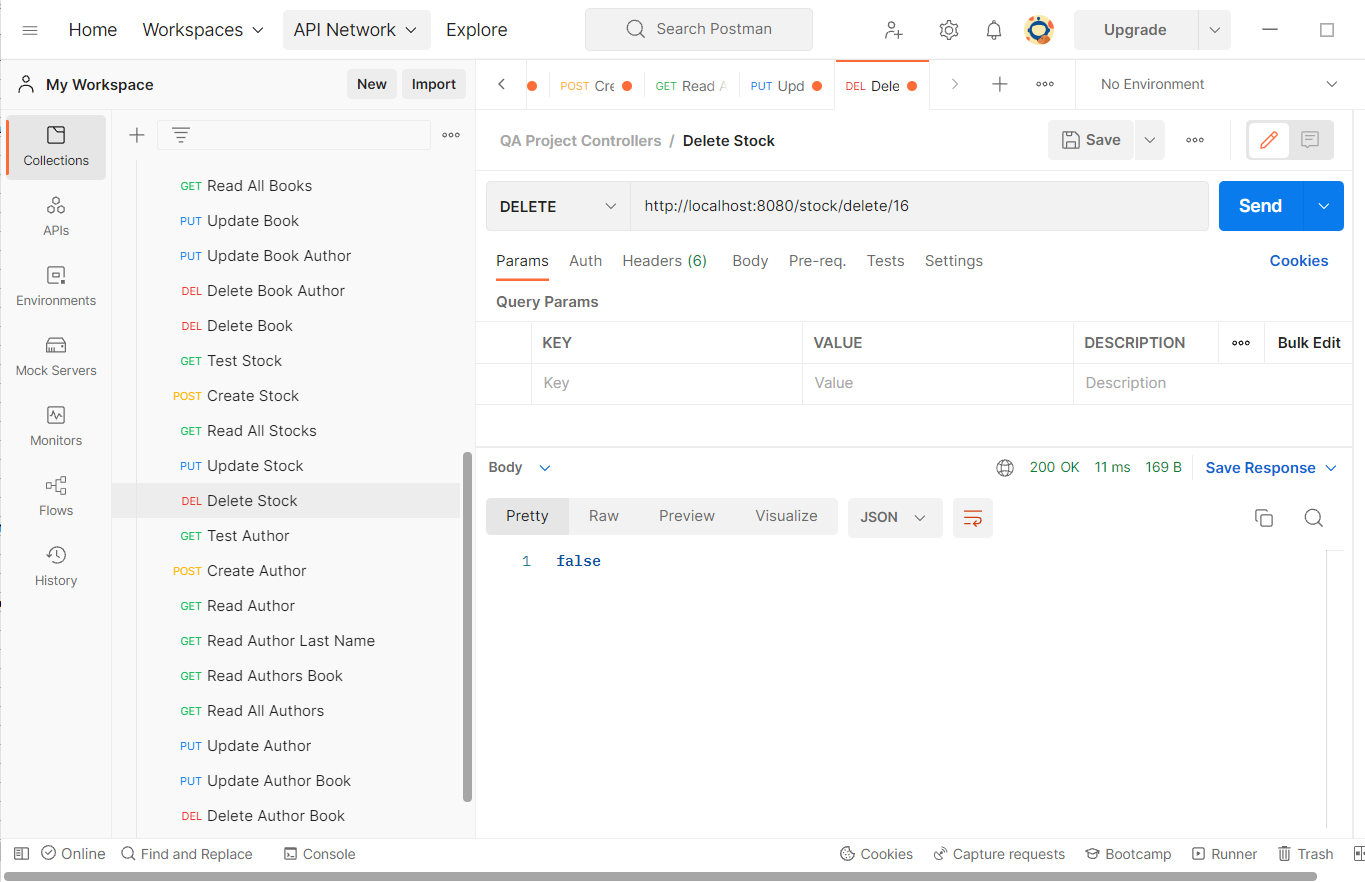 Home Workspaces API Network Explore Search Postman Upgrade
My Workspace New Import POST Cre GET Read A PUT Upd DEL Dele No Environment
Collections
APIs
Environments
Mock Servers
Monitors
Flows
History
GET Read All Books
PUT Update Book
PUT Update Book Author
DEL Delete Book Author
DEL Delete Book
GET Test Stock
POST Create Stock
GET Read All Stocks
PUT Update Stock
DEL Delete Stock
GET Test Author
POST Create Author
GET Read Author
GET Read Author Last Name
GET Read Authors Book
GET Read All Authors
PUT Update Author
PUT Update Author Book
DEL Delete Author Book
QA Project Controllers / Delete Stock Save
DELETE http://localhost:8080/stock/delete/16 Send
Params Auth Headers (6) Body Pre-req. Tests Settings Cookies
Query Params
KEY VALUE DESCRIPTION Bulk Edit
Key Value Description
Body 200 OK 11 ms 169 B Save Response
Pretty Raw Preview Visualize JSON
1 false
Online Find and Replace Console Cookies Capture requests Bootcamp Runner Trash